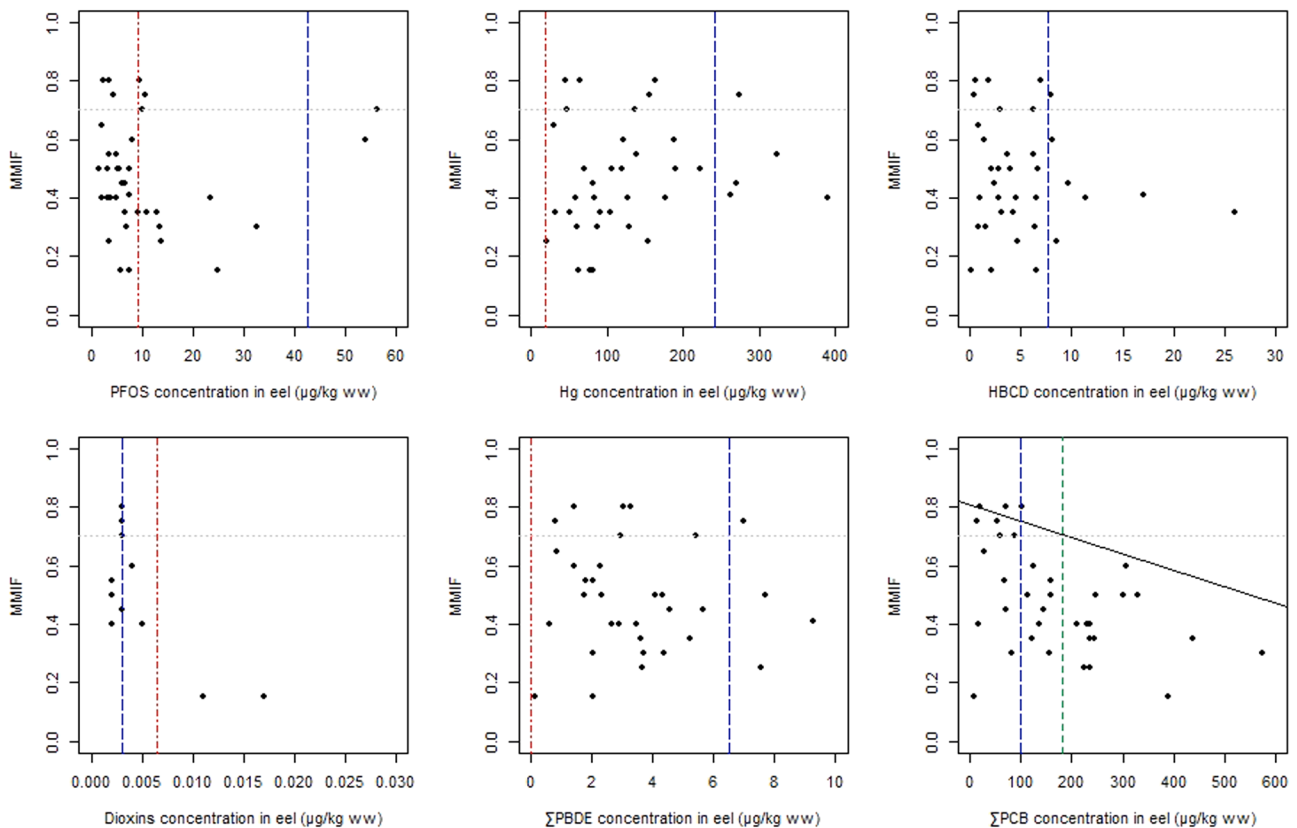 MMIF
1.0
0.8
0.6
0.4
0.2
0.0
0 10 20 30 40 50 60
PFOS concentration in eel (µg/kg ww)
MMIF
1.0
0.8
0.6
0.4
0.2
0.0
0 100 200 300 400
Hg concentration in eel (µg/kg ww)
MMIF
1.0
0.8
0.6
0.4
0.2
0.0
0 5 10 15 20 25 30
HBCD concentration in eel (µg/kg ww)
MMIF
1.0
0.8
0.6
0.4
0.2
0.0
0.000 0.005 0.010 0.015 0.020 0.025 0.030
Dioxins concentration in eel (µg/kg ww)
MMIF
1.0
0.8
0.6
0.4
0.2
0.0
0 2 4 6 8 10
∑PBDE concentration in eel (µg/kg ww)
MMIF
1.0
0.8
0.6
0.4
0.2
0.0
0 100 200 300 400 500 600
∑PCB concentration in eel (µg/kg ww)